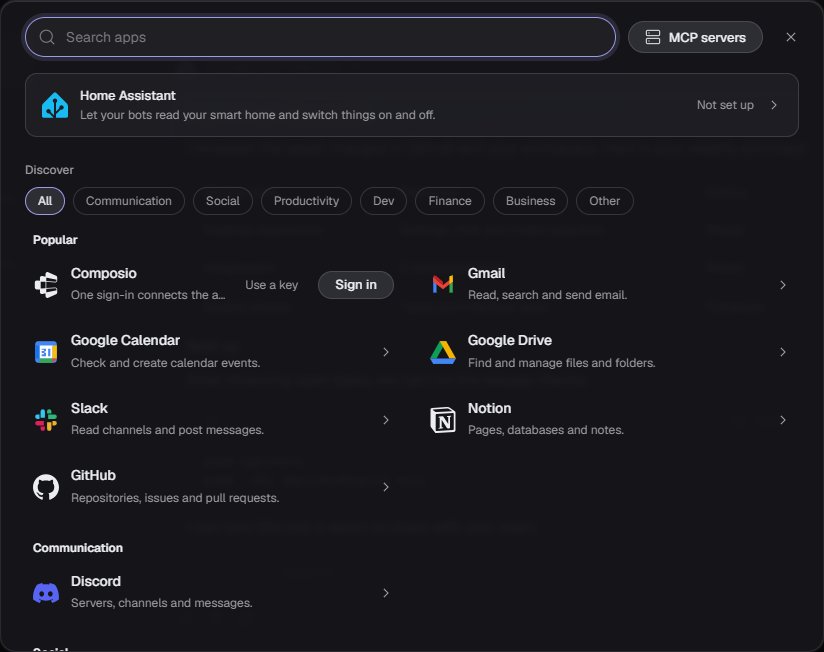 Search apps
MCP servers
Home Assistant
Let your bots read your smart home and switch things on and off.
Not set up
Discover
All
Communication
Social
Productivity
Dev
Finance
Business
Other
Popular
Composio
One sign-in connects the a...
Use a key
Sign in
Gmail
Read, search and send email.
31
Google Calendar
Check and create calendar events.
Google Drive
Find and manage files and folders.
Slack
Read channels and post messages.
Notion
Pages, databases and notes.
GitHub
Repositories, issues and pull requests.
Communication
Discord
Servers, channels and messages.
Social